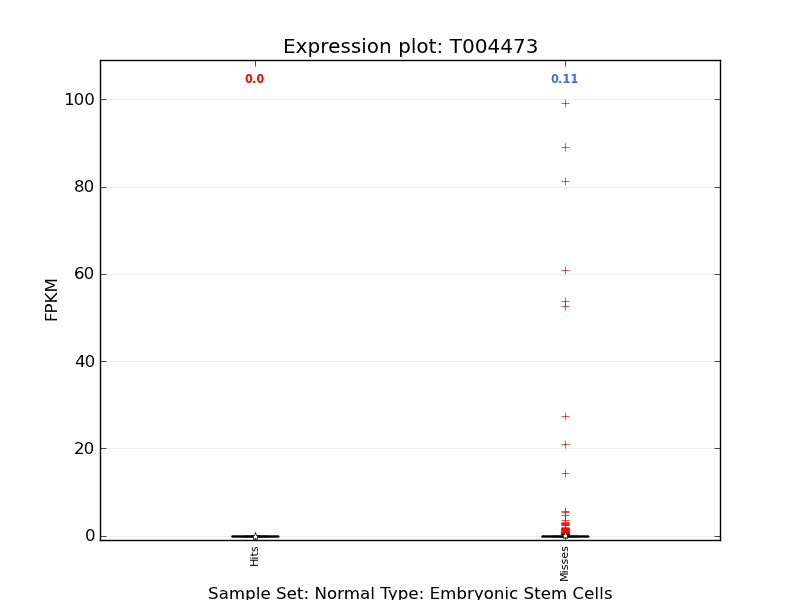 Expression plot: T004473
0.0
0.11
100
80
60
40
20
0
FPKM
Hits
Misses
Sample Set: Normal Type: Embryonic Stem Cells